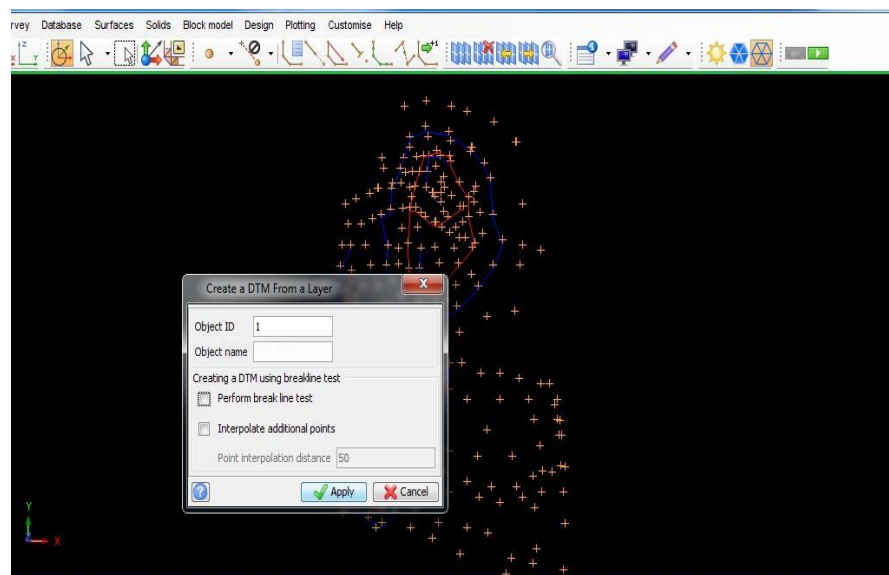 rvey Database Surfaces Solids Block model Design Plotting Customise Help
Create a DTM From a Layer
X
Object ID 1
Object name
Creating a DTM using breakline test
Perform break line test
Interpolate additional points
Point interpolation distance 50
? Apply Cancel
Y
X